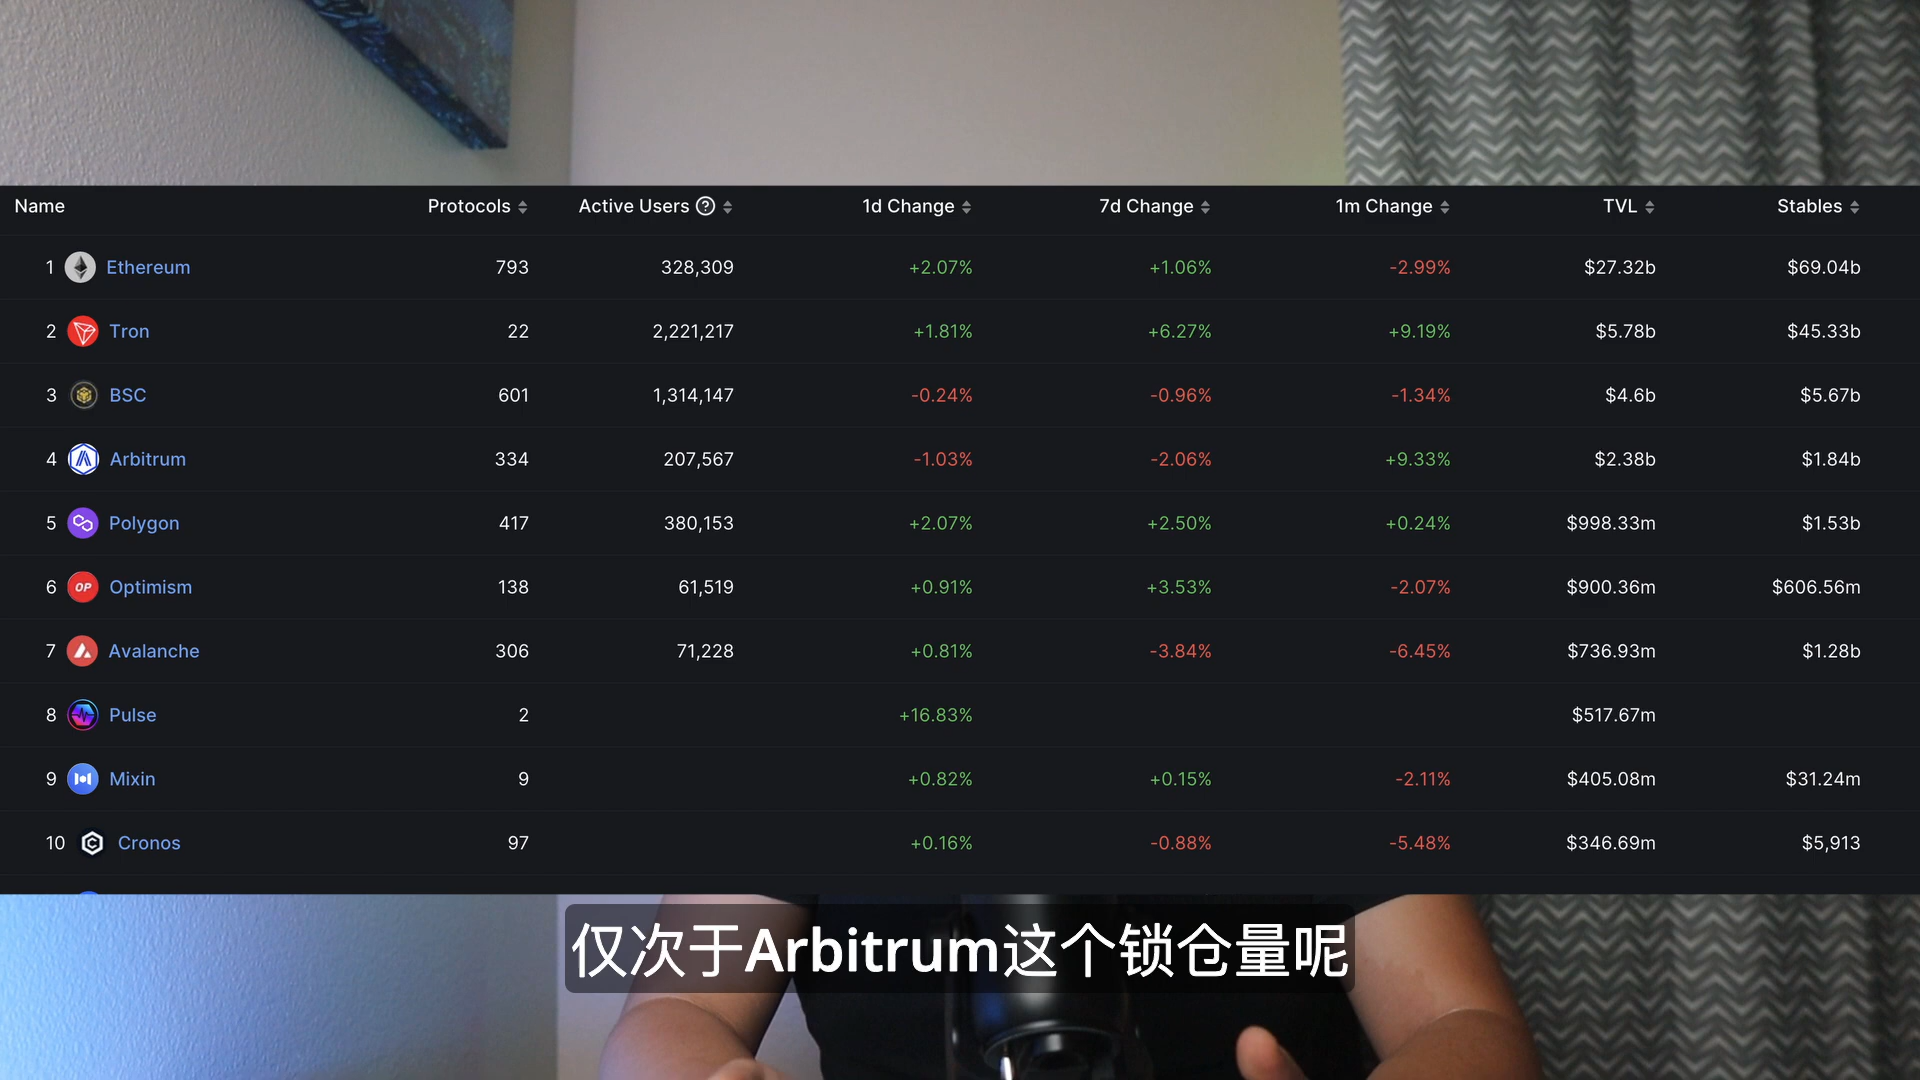 Name Protocols Active Users ? 1d Change 7d Change 1m Change TVL Stables
1 Ethereum 793 328,309 +2.07% +1.06% -2.99% $27.32b $69.04b
2 Tron 22 2,221,217 +1.81% +6.27% +9.19% $5.78b $45.33b
3 BSC 601 1,314,147 -0.24% -0.96% -1.34% $4.6b $5.67b
4 Arbitrum 334 207,567 -1.03% -2.06% +9.33% $2.38b $1.84b
5 Polygon 417 380,153 +2.07% +2.50% +0.24% $998.33m $1.53b
6 OP Optimism 138 61,519 +0.91% +3.53% -2.07% $900.36m $606.56m
7 Avalanche 306 71,228 +0.81% -3.84% -6.45% $736.93m $1.28b
8 Pulse 2 +16.83% $517.67m
9 Mixin 9 +0.82% +0.15% -2.11% $405.08m $31.24m
10 Cronos 97 +0.16% -0.88% -5.48% $346.69m $5,913
仅次于Arbitrum这个锁仓量呢